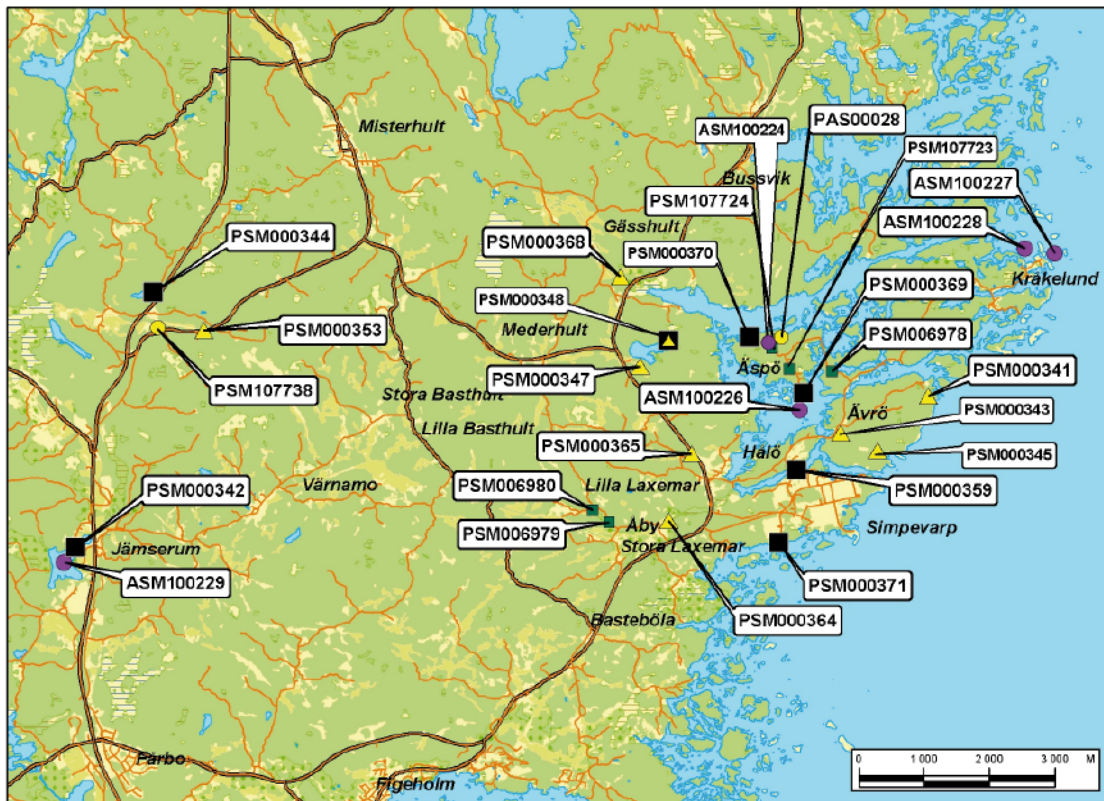 PAS00028
ASM100224
Misterhult
PSM107723
Bussvik
ASM100227
PSM107724
ASM100228
Gässhult
PSM000344
PSM000368
PSM000370
Kråkelund
PSM000369
PSM000348
PSM000353
Mederhult
PSM006978
Äspö
PSM000341
PSM000347
PSM107738
Stora Basthult
ASM100226
Ävrö
PSM000343
Lilla Basthult
PSM000365
Hålö
PSM000345
PSM000342
Värnamo
PSM006980
Lilla Laxemar
PSM000359
Åby
Simpevarp
PSM006979
Jämserum
Stora Laxemar
ASM100229
PSM000371
Basteböla
PSM000364
Fårbo
Figeholm
0 1 000 2 000 3 000 M